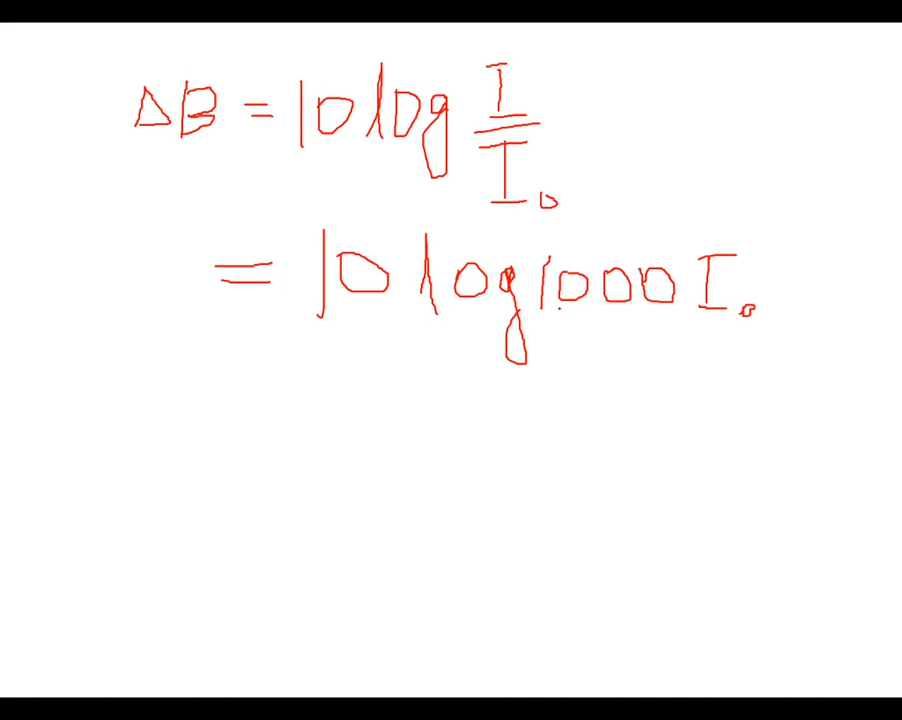 ΔB = 10 log I/I₀
= 10 log 1000 I₀